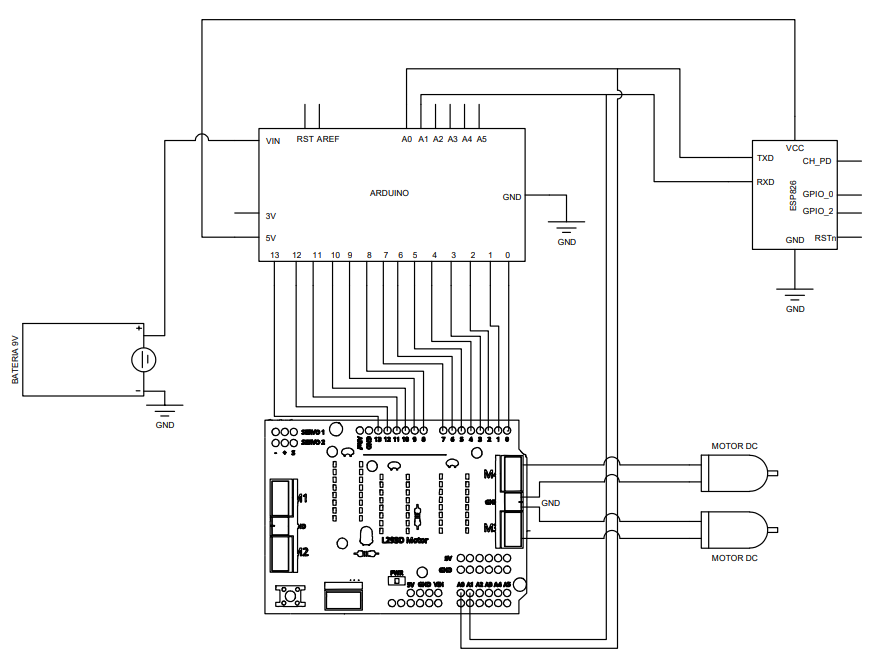 VCC
TXD
CH_PD
RXD
ESP826
GPIO_0
GPIO_2
GND
RSTn
GND
RST AREF
A0 A1 A2 A3 A4 A5
VIN
ARDUINO
GND
3V
5V
GND
13 12 11 10 9 8 7 6 5 4 3 2 1 0
BATERIA 9V
+
-
GND
SERVO 1
SERVO 2
- + S
GND 13 12 11 10 9 8 7 6 5 4 3 2 1 0
M1
M2
L293D Motor
PWR
5V GND VIN
5V
GND
A0 A1 A2 A3 A4 A5
GND
MOTOR DC
MOTOR DC